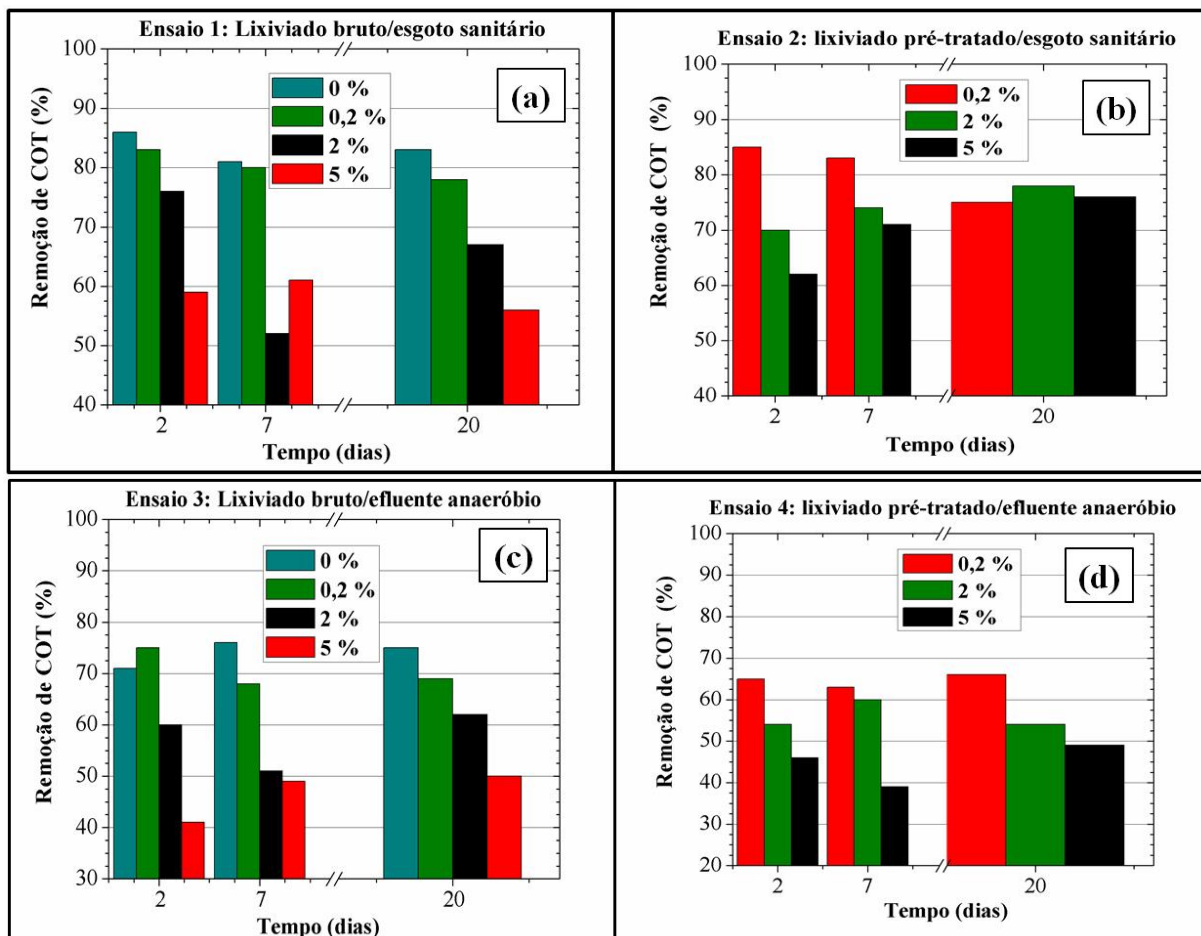 Ensaio 1: Lixiviado bruto/esgoto sanitário
(a)
0 %
0,2 %
2 %
5 %
Remoção de COT (%)
100
90
80
70
60
50
40
2 7 20
Tempo (dias)
Ensaio 2: lixiviado pré-tratado/esgoto sanitário
(b)
0,2 %
2 %
5 %
Remoção de COT (%)
100
90
80
70
60
50
40
2 7 20
Tempo (dias)
Ensaio 3: Lixiviado bruto/efluente anaeróbio
(c)
0 %
0,2 %
2 %
5 %
Remoção de COT (%)
100
90
80
70
60
50
40
30
2 7 20
Tempo (dias)
Ensaio 4: lixiviado pré-tratado/efluente anaeróbio
(d)
0,2 %
2 %
5 %
Remoção de COT (%)
100
90
80
70
60
50
40
30
20
2 7 20
Tempo (dias)